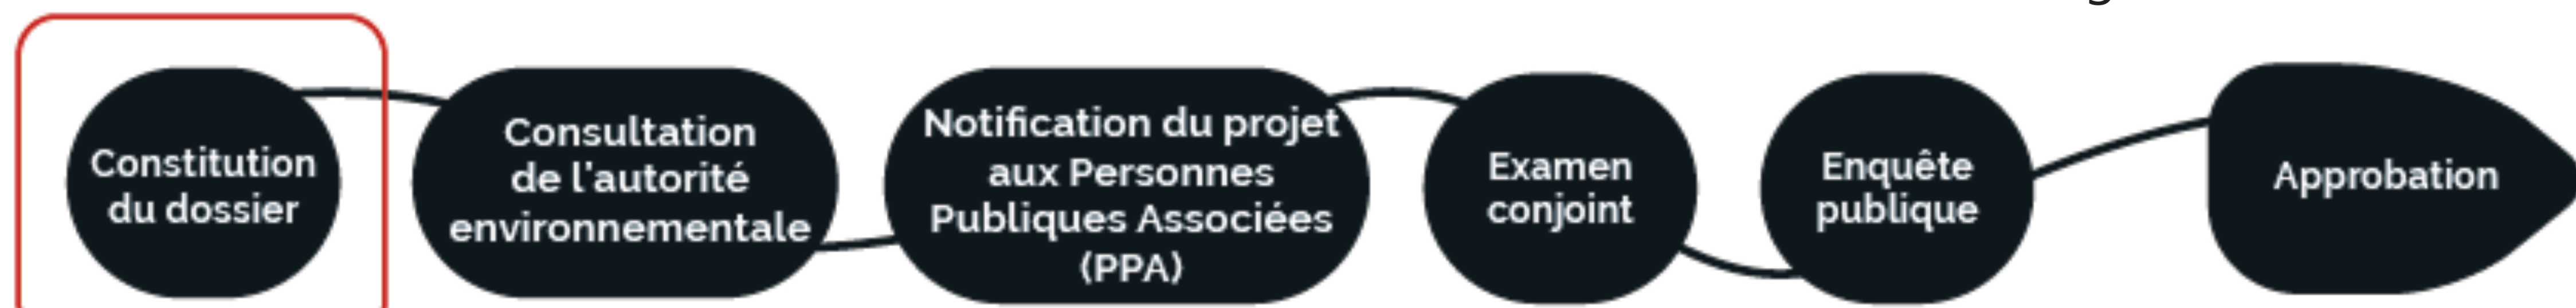 Constitution
du dossier
Consultation
de l'autorité
environnementale
Notification du projet
aux Personnes
Publiques Associées
(PPA)
Examen
conjoint
Enquête
publique
Approbation